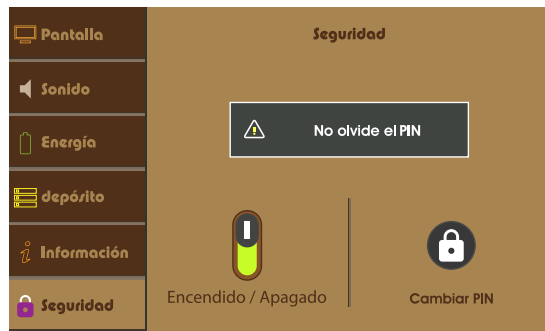 Pantalla
Sonido
Energía
depósito
Información
Seguridad
Seguridad
No olvide el PIN
Encendido / Apagado
Cambiar PIN